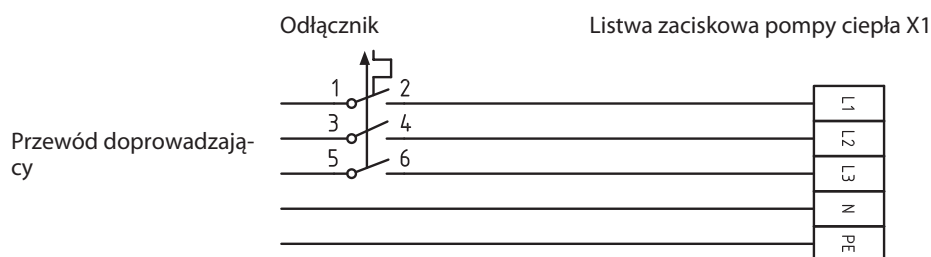 Odłącznik
Listwa zaciskowa pompy ciepła X1
1 2
L1
3 4
L2
Przewód doprowadzają-
cy
5 6
L3
N
PE